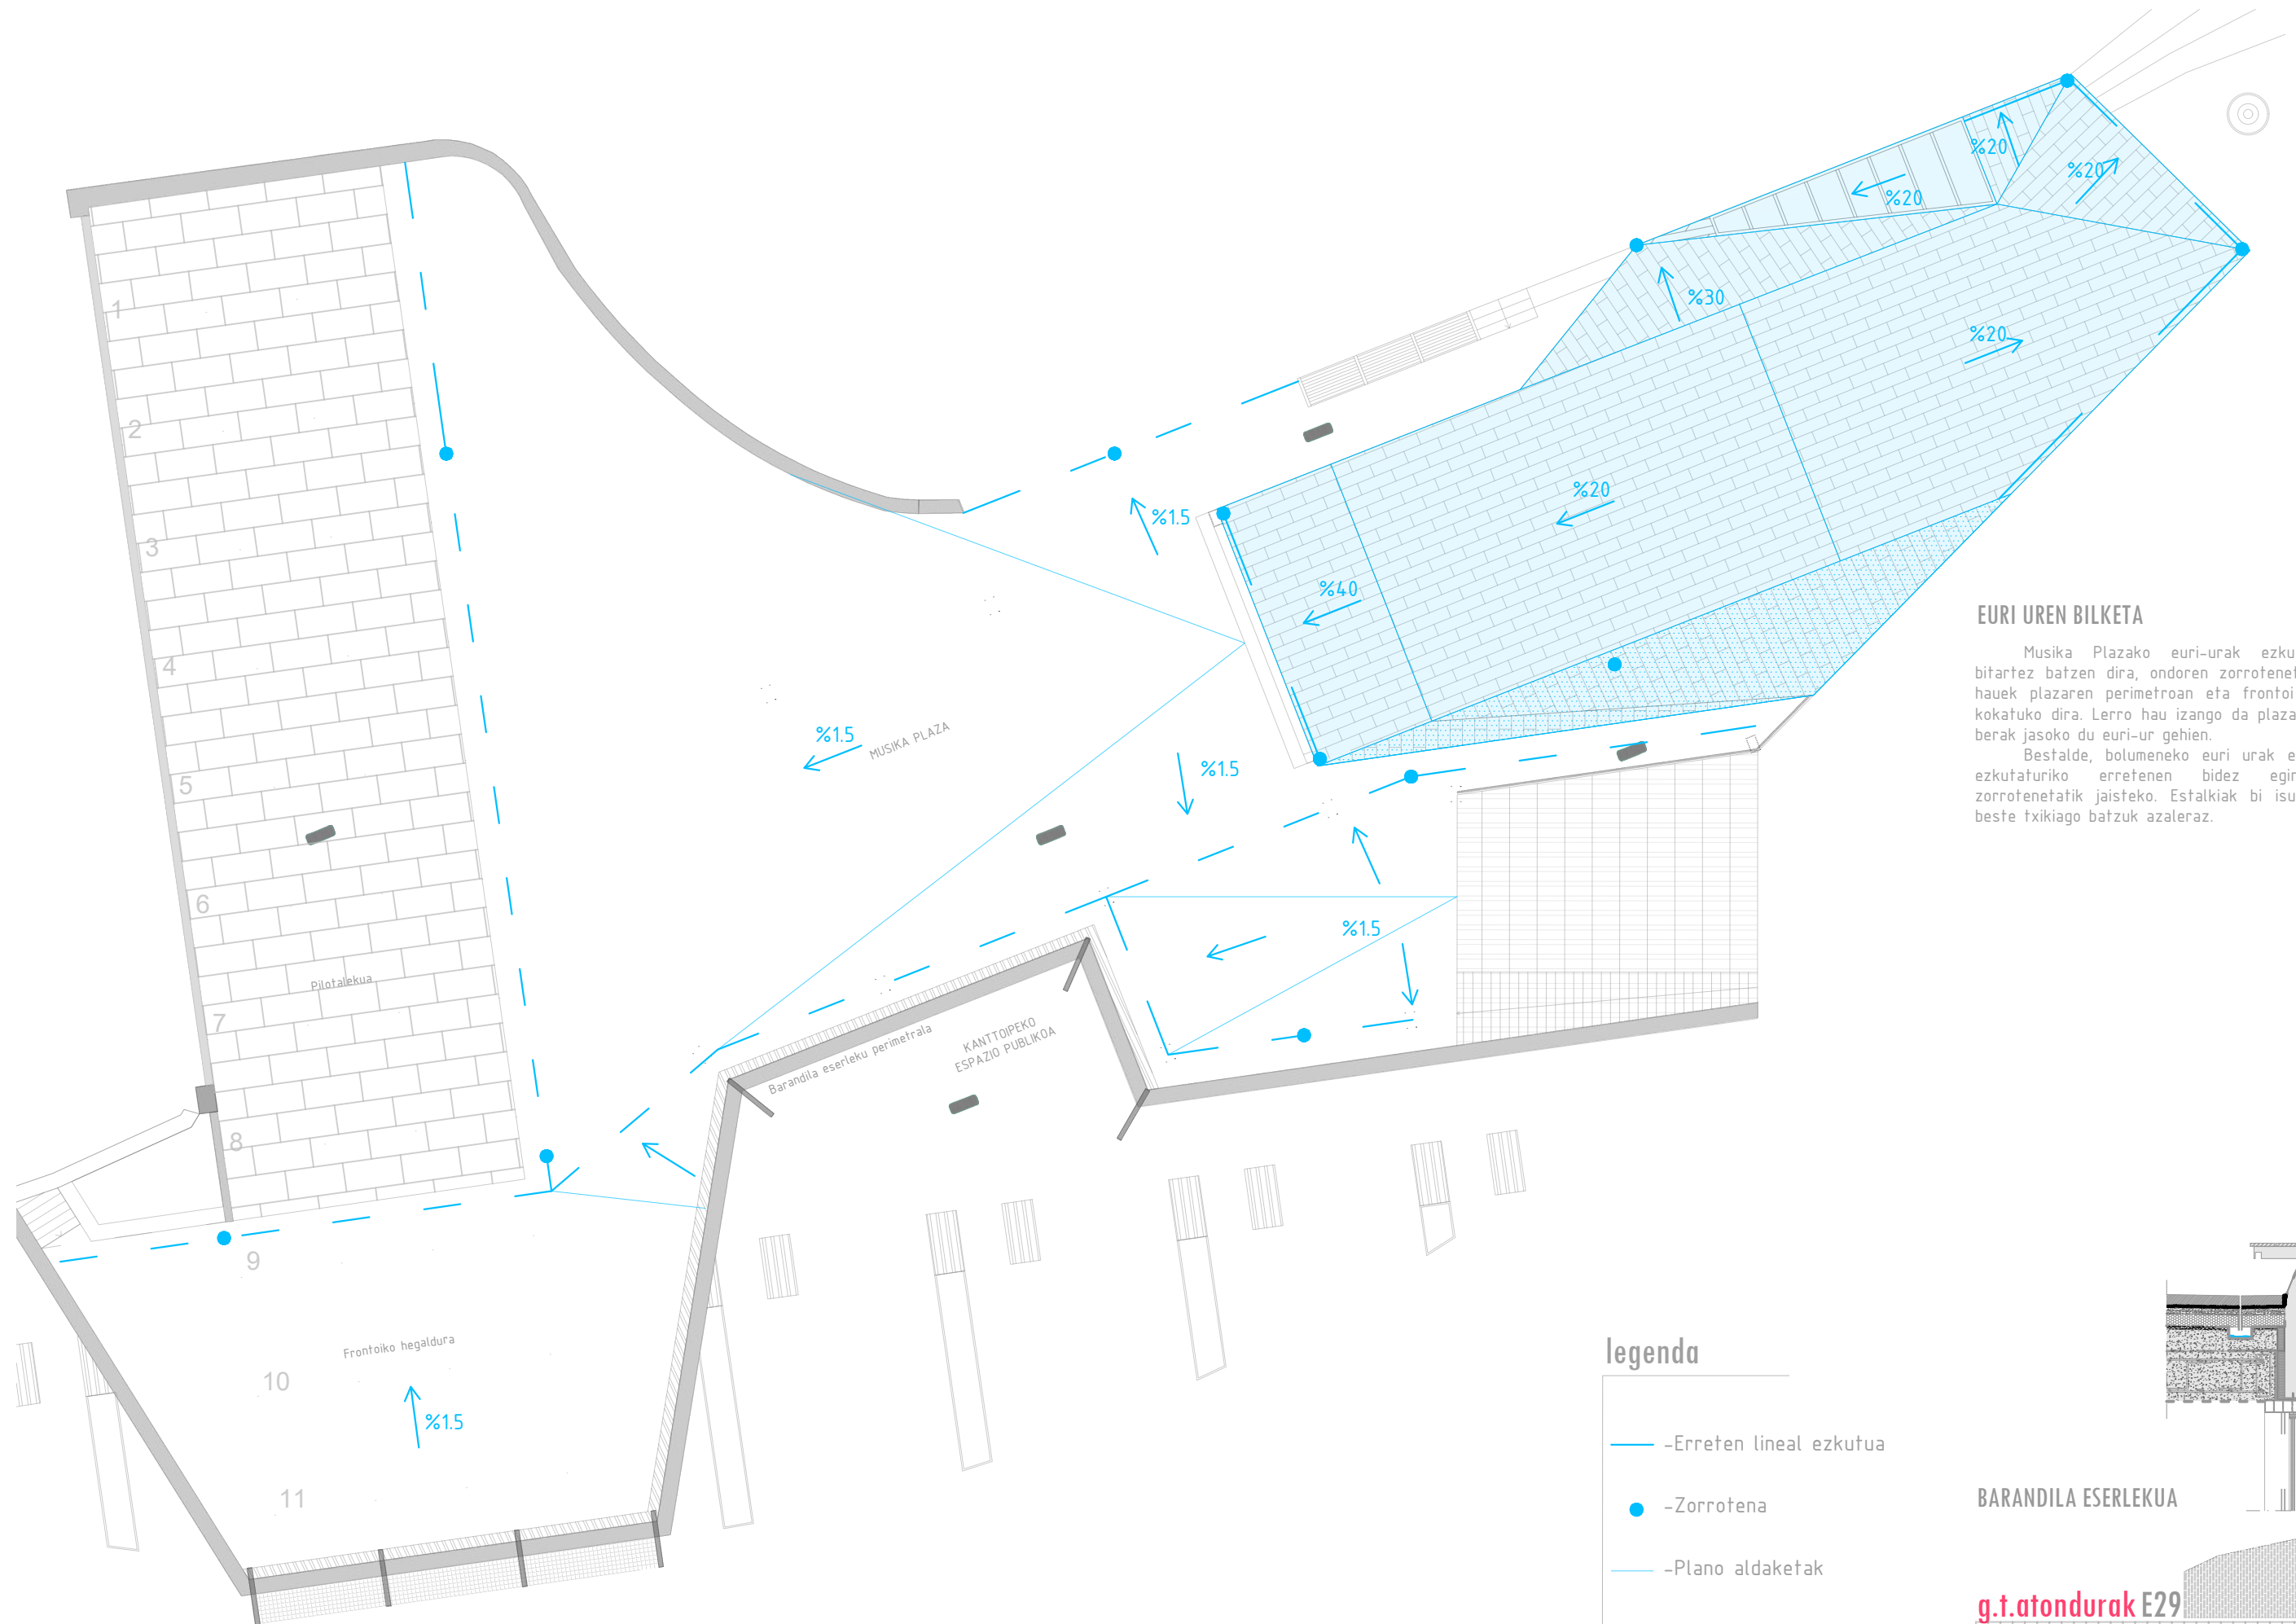 %20
%20
%20
%30
%20
%20
%1.5
%40
%1.5
MUSIKA PLAZA
%1.5
%1.5
1
2
3
4
5
6
7
8
9
10
11
Pilotalekua
Barandila eserleku perimetrala
KANTTOIPEKO
ESPAZIO PUBLIKOA
Frontoiko hegaldura
%1.5
EURI UREN BILKETA
Musika Plazako euri-urak
bitartez batzen dira, ondoren
hauek plazaren perimetroan eta
kokatuko dira. Lerro hau izango da
berak jasoko du euri-ur gehien.
Bestalde, bolumeneko euri urak
ezkutaturiko erretenen bidez
zorrotenetatik jaisteko. Estalkiak bi
beste txikiago batzuk azaleraz.
legenda
-Erreten lineal ezkutua
-Zorrotena
-Plano aldaketak
BARANDILA ESERLEKUA
g.t.atondurak E29